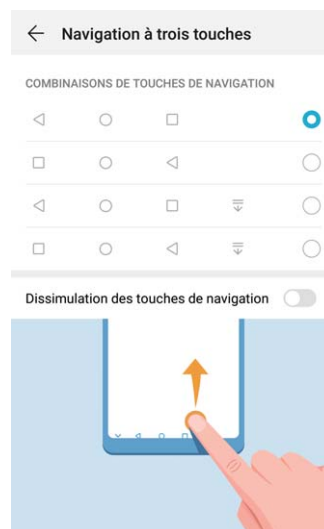 Navigation à trois touches
COMBINAISONS DE TOUCHES DE NAVIGATION
Dissimulation des touches de navigation